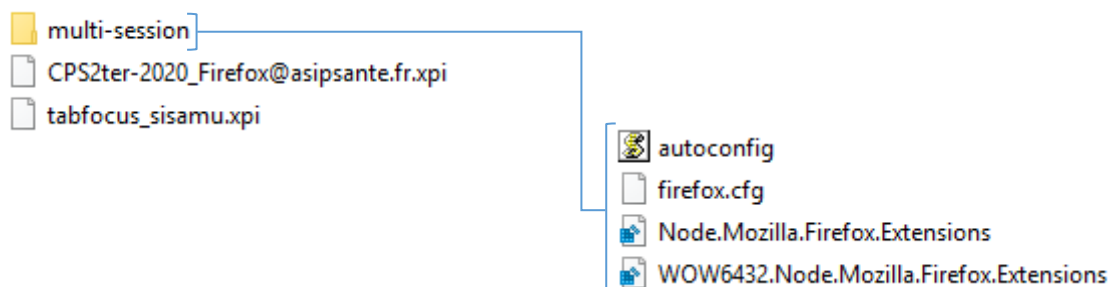 multi-session
CPS2ter-2020_Firefox@asipsante.fr.xpi
tabfocus_sisamu.xpi
autoconfig
firefox.cfg
Node.Mozilla.Firefox.Extensions
WOW6432.Node.Mozilla.Firefox.Extensions